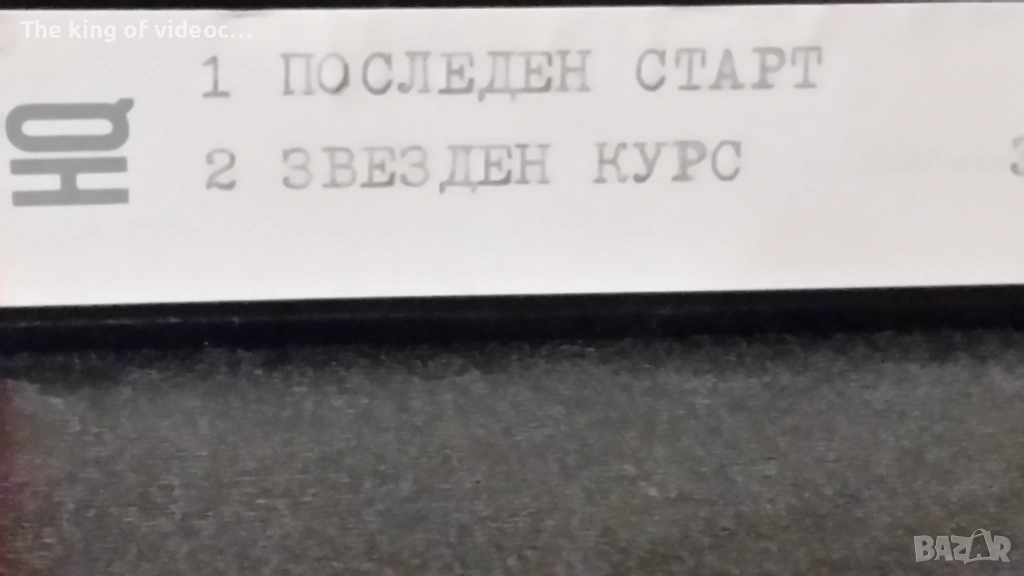 The king of videoc...
HQ
1 ПОСЛЕДЕН СТАРТ
2 ЗВЕЗДЕН КУРС
BAZAR